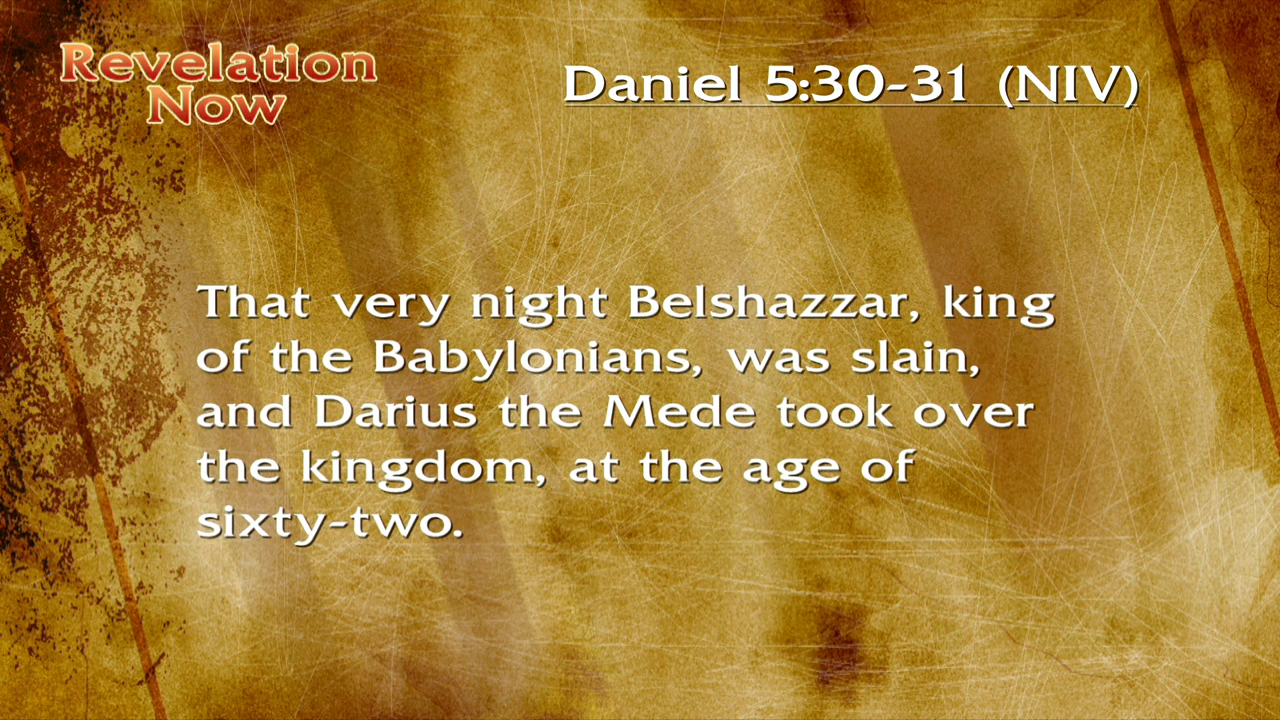 Revelation
Now
Daniel 5:30-31 (NIV)
That very night Belshazzar, king
of the Babylonians, was slain,
and Darius the Mede took over
the kingdom, at the age of
sixty-two.